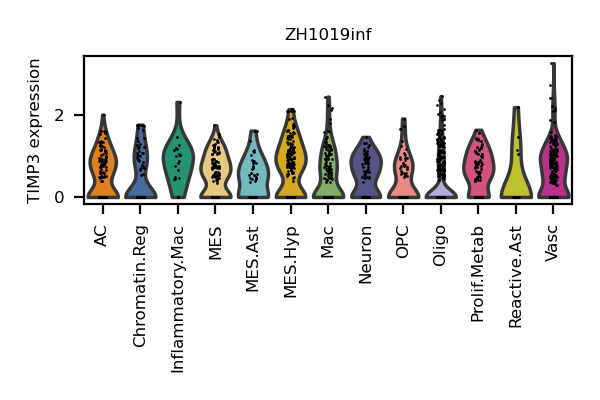 ZH1019inf
TIMP3 expression
2
0
AC
Chromatin.Reg
Inflammatory.Mac
MES
MES.Ast
MES.Hyp
Mac
Neuron
OPC
Oligo
Prolif.Metab
Reactive.Ast
Vasc